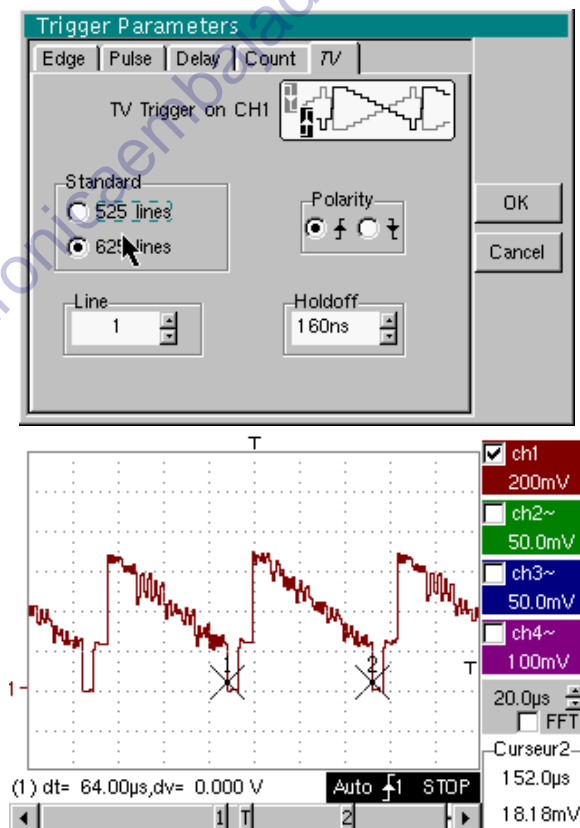 Trigger Parameters
Edge Pulse Delay Count TV
TV Trigger on CH1
Standard
525 lines
625 lines
Polarity
OK
Cancel
Line
1
Holdoff
160ns
T
ch1
200mV
ch2~
50.0mV
ch3~
50.0mV
ch4~
100mV
1
2
T
1-
20.0µs
FFT
Curseur2
152.0µs
18.18mV
(1) dt= 64.00µs,dv= 0.000 V
Auto 1 STOP
1 T 2